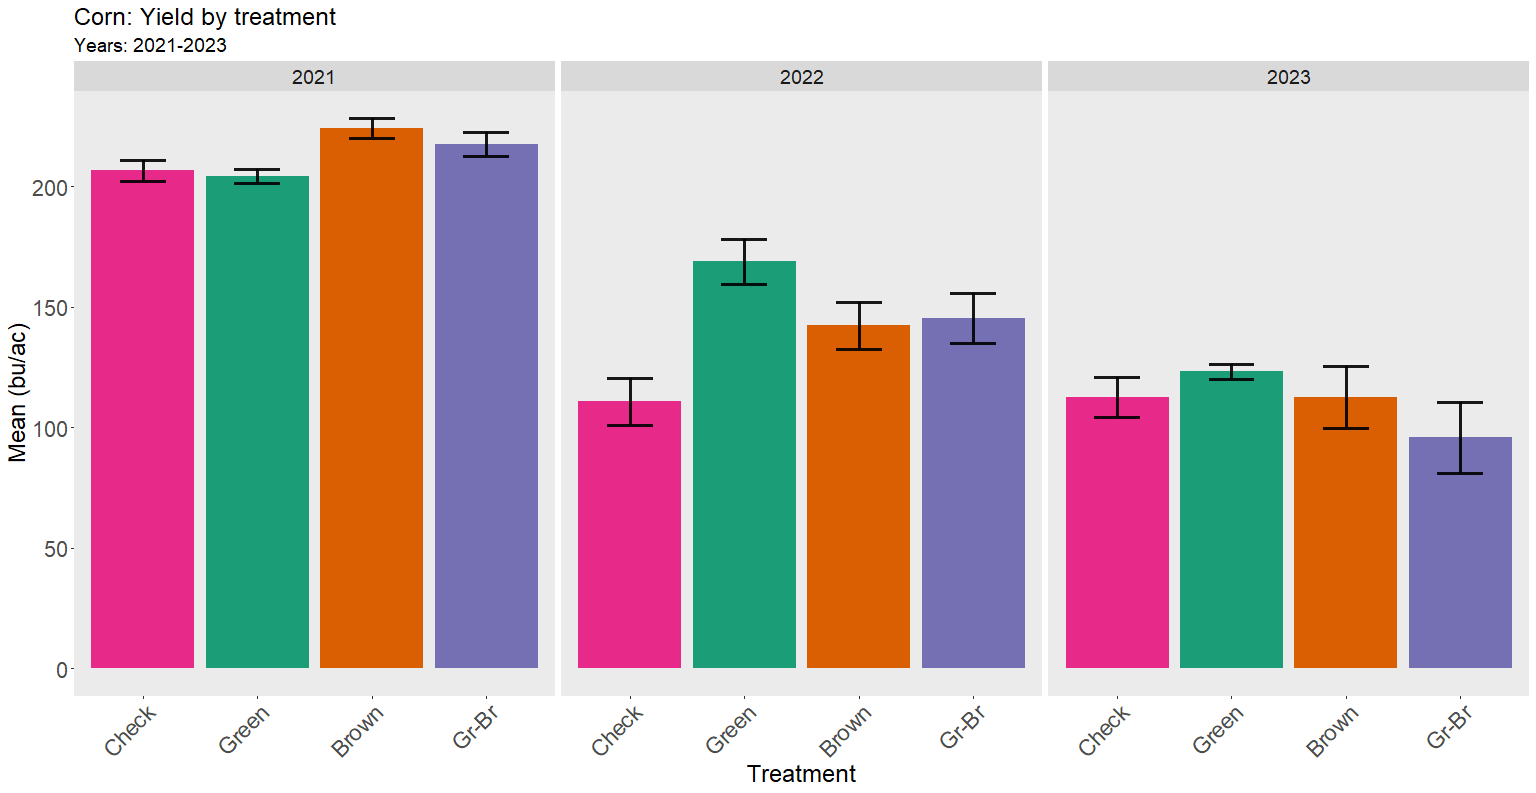 Corn: Yield by treatment
Years: 2021-2023
2021
2022
2023
Mean (bu/ac)
200
150
100
50
0
Check
Green
Brown
Gr-Br
Check
Green
Brown
Gr-Br
Check
Green
Brown
Gr-Br
Treatment